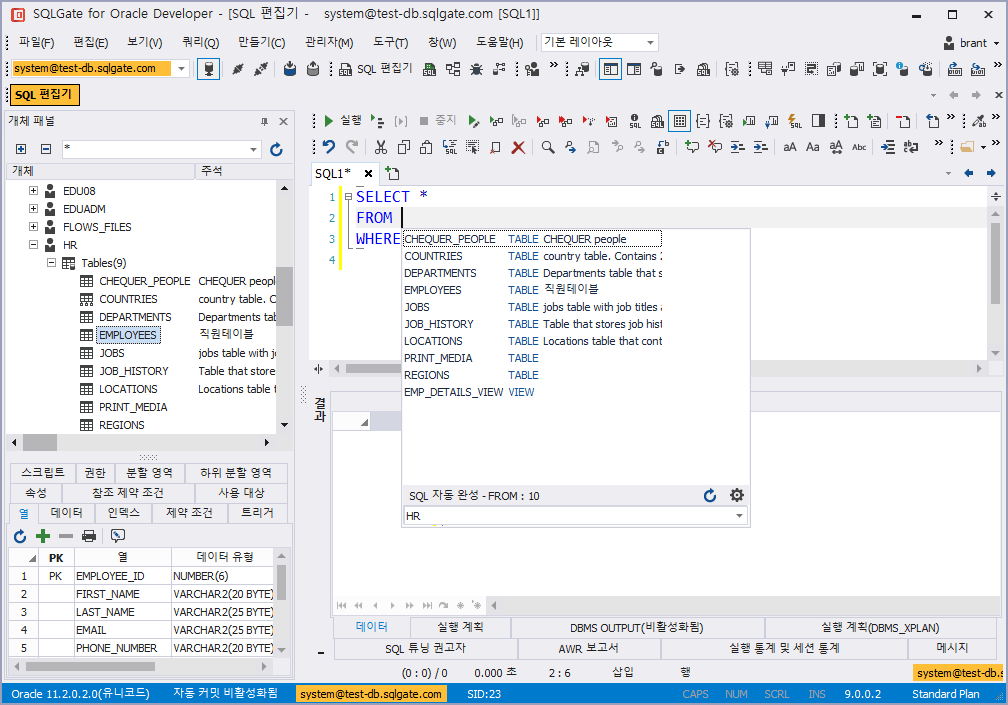 SQLGate for Oracle Developer - [SQL 편집기 - system@test-db.sqlgate.com [SQL1]]
파일(F) 편집(E) 보기(V) 쿼리(Q) 만들기(C) 관리자(M) 도구(T) 창(W) 도움말(H) 기본 레이아웃 brant
system@test-db.sqlgate.com SQL 편집기
SQL 편집기
개체 패널
실행 중지
*
개체 주석
EDU08
EDUADM
FLOWS_FILES
HR
Tables(9)
CHEQUER_PEOPLE CHEQUER peopl
COUNTRIES country table. C
DEPARTMENTS Departments tab
EMPLOYEES 직원테이블
JOBS jobs table with jo
JOB_HISTORY Table that store
LOCATIONS Locations table t
PRINT_MEDIA
REGIONS
SQL1*
1 SELECT *
2 FROM
3 WHERE
4
CHEQUER_PEOPLE TABLE CHEQUER people
COUNTRIES TABLE country table. Contains 2
DEPARTMENTS TABLE Departments table that s
EMPLOYEES TABLE 직원테이블
JOBS TABLE jobs table with job titles a
JOB_HISTORY TABLE Table that stores job hist
LOCATIONS TABLE Locations table that cont
PRINT_MEDIA TABLE
REGIONS TABLE
EMP_DETAILS_VIEW VIEW
SQL 자동 완성 - FROM : 10
HR
결과
스크립트 권한 분할 영역 하위 분할 영역
속성 참조 제약 조건 사용 대상
열 데이터 인덱스 제약 조건 트리거
PK 열 데이터 유형
1 PK EMPLOYEE_ID NUMBER(6)
2 FIRST_NAME VARCHAR2(20 BYTE)
3 LAST_NAME VARCHAR2(25 BYTE)
4 EMAIL VARCHAR2(25 BYTE)
5 PHONE_NUMBER VARCHAR2(20 BYTE)
데이터 실행 계획 DBMS OUTPUT(비활성화됨) 실행 계획(DBMS_XPLAN)
SQL 튜닝 권고자 AWR 보고서 실행 통계 및 세션 통계 메시지
(0 : 0) / 0 0.000 초 2 : 6 삽입 행 system@test-db.s
Oracle 11.2.0.2.0(유니코드) 자동 커밋 비활성화됨 system@test-db.sqlgate.com SID:23 CAPS NUM SCRL INS 9.0.0.2 Standard Plan